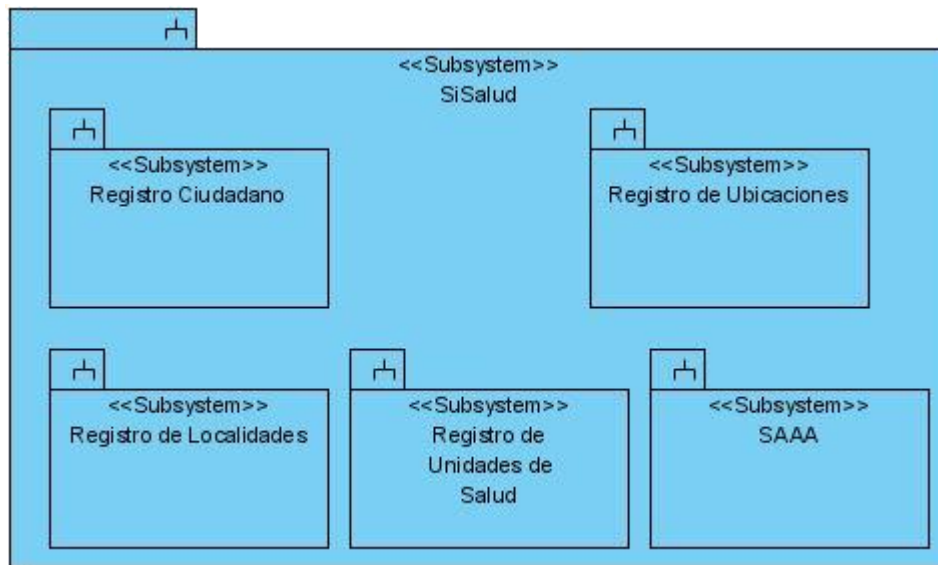 <<Subsystem>>
SiSalud
<<Subsystem>>
Registro Ciudadano
<<Subsystem>>
Registro de Ubicaciones
<<Subsystem>>
Registro de Localidades
<<Subsystem>>
Registro de
Unidades de
Salud
<<Subsystem>>
SAAA